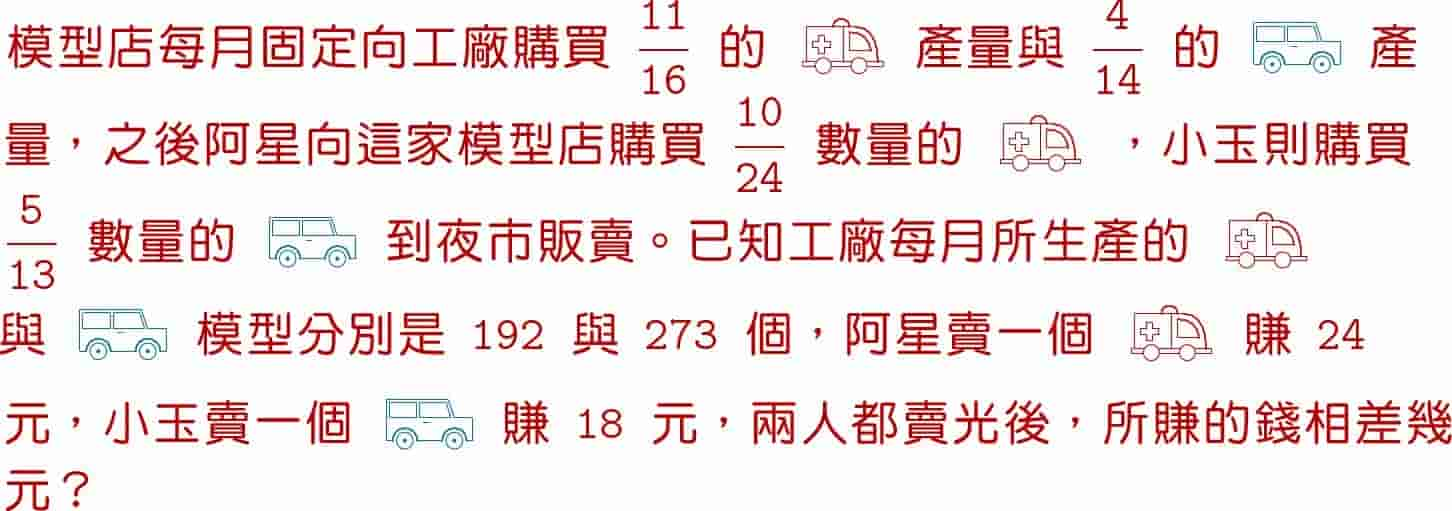 模型店每月固定向工廠購買 11/16 的 產量與 4/14 的 產
量，之後阿星向這家模型店購買 10/24 數量的 ，小玉則購買
5/13 數量的 到夜市販賣。已知工廠每月所生產的
與 模型分別是 192 與 273 個，阿星賣一個 賺 24
元，小玉賣一個 賺 18 元，兩人都賣光後，所賺的錢相差幾
元？